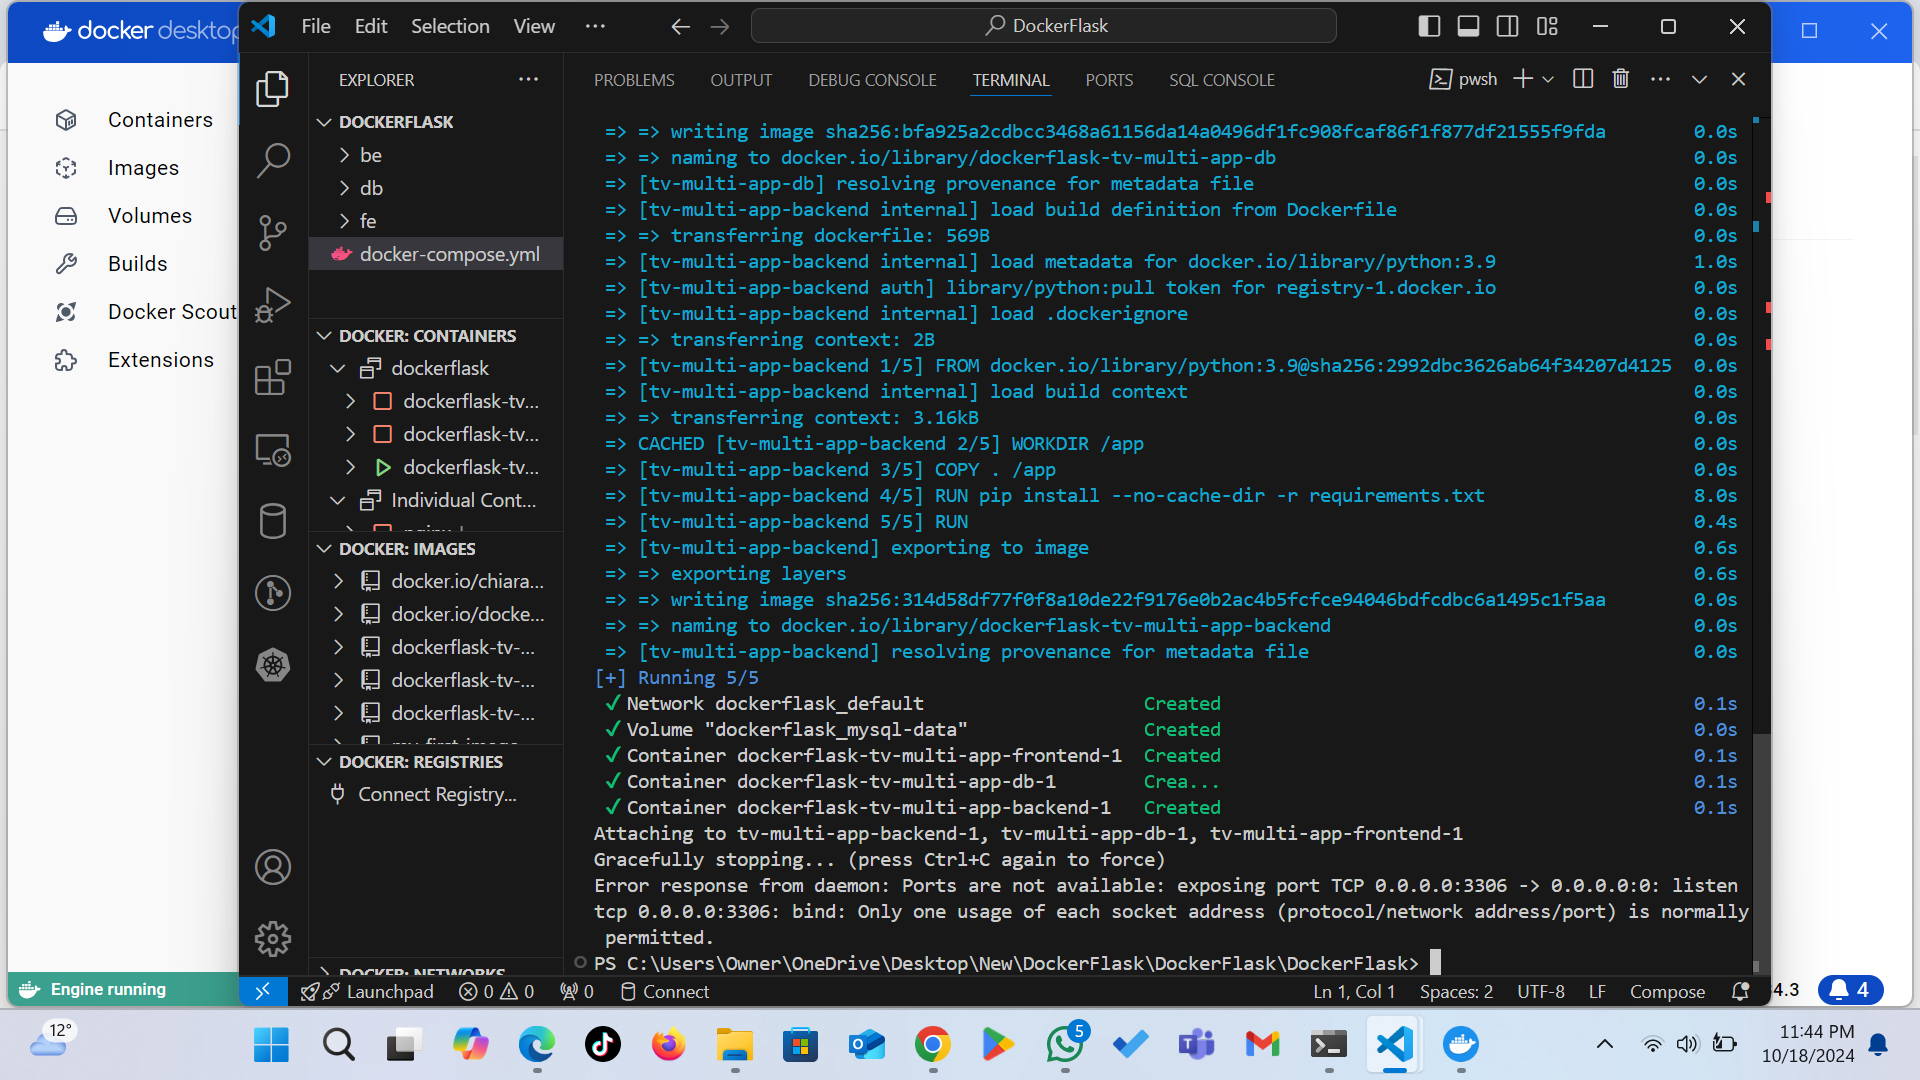 docker desktop
Containers
Images
Volumes
Builds
Docker Scout
Extensions
Engine running
File Edit Selection View ···
DockerFlask
EXPLORER
DOCKERFLASK
be
db
fe
docker-compose.yml
DOCKER: CONTAINERS
dockerflask
dockerflask-tv...
dockerflask-tv...
dockerflask-tv...
Individual Cont...
DOCKER: IMAGES
docker.io/chiara...
docker.io/docke...
dockerflask-tv-...
dockerflask-tv-...
dockerflask-tv-...
DOCKER: REGISTRIES
Connect Registry...
DOCKER: NETWORKS
PROBLEMS OUTPUT DEBUG CONSOLE TERMINAL PORTS SQL CONSOLE
pwsh
=> => writing image sha256:bfa925a2cdbcc3468a61156da14a0496df1fc908fcaf86f1f877df21555f9fda 0.0s
=> => naming to docker.io/library/dockerflask-tv-multi-app-db 0.0s
=> [tv-multi-app-db] resolving provenance for metadata file 0.0s
=> [tv-multi-app-backend internal] load build definition from Dockerfile 0.0s
=> => transferring dockerfile: 569B 0.0s
=> [tv-multi-app-backend internal] load metadata for docker.io/library/python:3.9 1.0s
=> [tv-multi-app-backend auth] library/python:pull token for registry-1.docker.io 0.0s
=> [tv-multi-app-backend internal] load .dockerignore 0.0s
=> => transferring context: 2B 0.0s
=> [tv-multi-app-backend 1/5] FROM docker.io/library/python:3.9@sha256:2992dbc3626ab64f34207d4125 0.0s
=> [tv-multi-app-backend internal] load build context 0.0s
=> => transferring context: 3.16kB 0.0s
=> CACHED [tv-multi-app-backend 2/5] WORKDIR /app 0.0s
=> [tv-multi-app-backend 3/5] COPY . /app 0.0s
=> [tv-multi-app-backend 4/5] RUN pip install --no-cache-dir -r requirements.txt 8.0s
=> [tv-multi-app-backend 5/5] RUN 0.4s
=> [tv-multi-app-backend] exporting to image 0.6s
=> => exporting layers 0.6s
=> => writing image sha256:314d58df77f0f8a10de22f9176e0b2ac4b5fcfce94046bdfcdbc6a1495c1f5aa 0.0s
=> => naming to docker.io/library/dockerflask-tv-multi-app-backend 0.0s
=> [tv-multi-app-backend] resolving provenance for metadata file 0.0s
[+] Running 5/5
✓ Network dockerflask_default Created 0.1s
✓ Volume "dockerflask_mysql-data" Created 0.0s
✓ Container dockerflask-tv-multi-app-frontend-1 Created 0.1s
✓ Container dockerflask-tv-multi-app-db-1 Crea... 0.1s
✓ Container dockerflask-tv-multi-app-backend-1 Created 0.1s
Attaching to tv-multi-app-backend-1, tv-multi-app-db-1, tv-multi-app-frontend-1
Gracefully stopping... (press Ctrl+C again to force)
Error response from daemon: Ports are not available: exposing port TCP 0.0.0.0:3306 -> 0.0.0.0:0: listen
tcp 0.0.0.0:3306: bind: Only one usage of each socket address (protocol/network address/port) is normally
permitted.
PS C:\Users\Owner\OneDrive\Desktop\New\DockerFlask\DockerFlask\DockerFlask>
Launchpad 0 0 0 Connect Ln 1, Col 1 Spaces: 2 UTF-8 LF Compose
4.3 4
12°
5
11:44 PM
10/18/2024